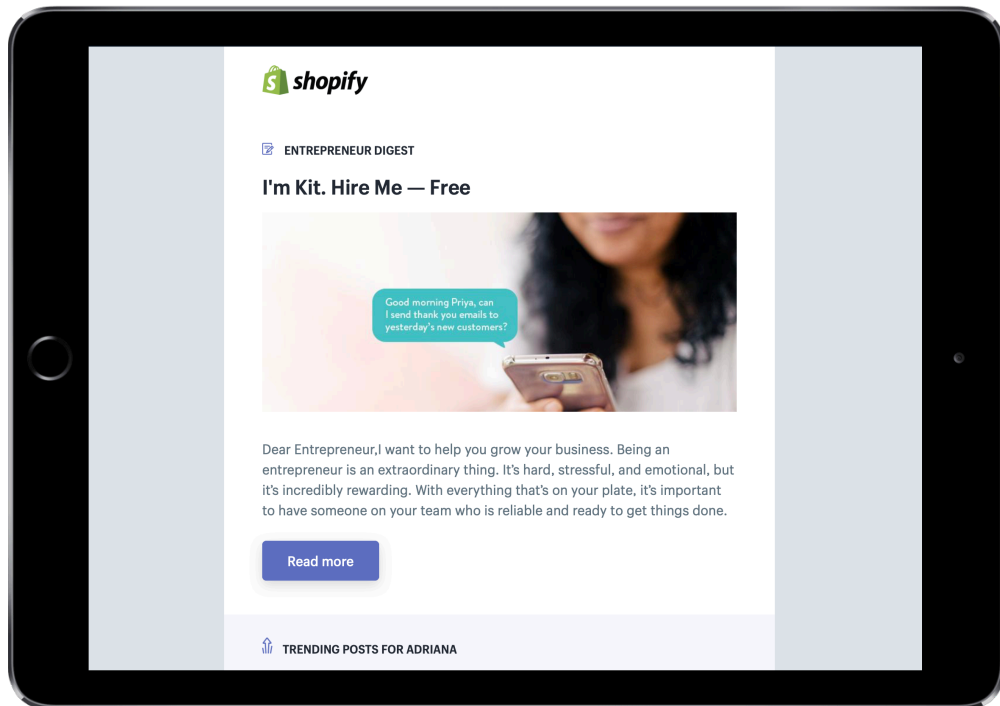 shopify
ENTREPRENEUR DIGEST
I'm Kit. Hire Me — Free
Good morning Priya, can
I send thank you emails to
yesterday's new customers?
Dear Entrepreneur,I want to help you grow your business. Being an
entrepreneur is an extraordinary thing. It's hard, stressful, and emotional, but
it's incredibly rewarding. With everything that's on your plate, it's important
to have someone on your team who is reliable and ready to get things done.
Read more
TRENDING POSTS FOR ADRIANA